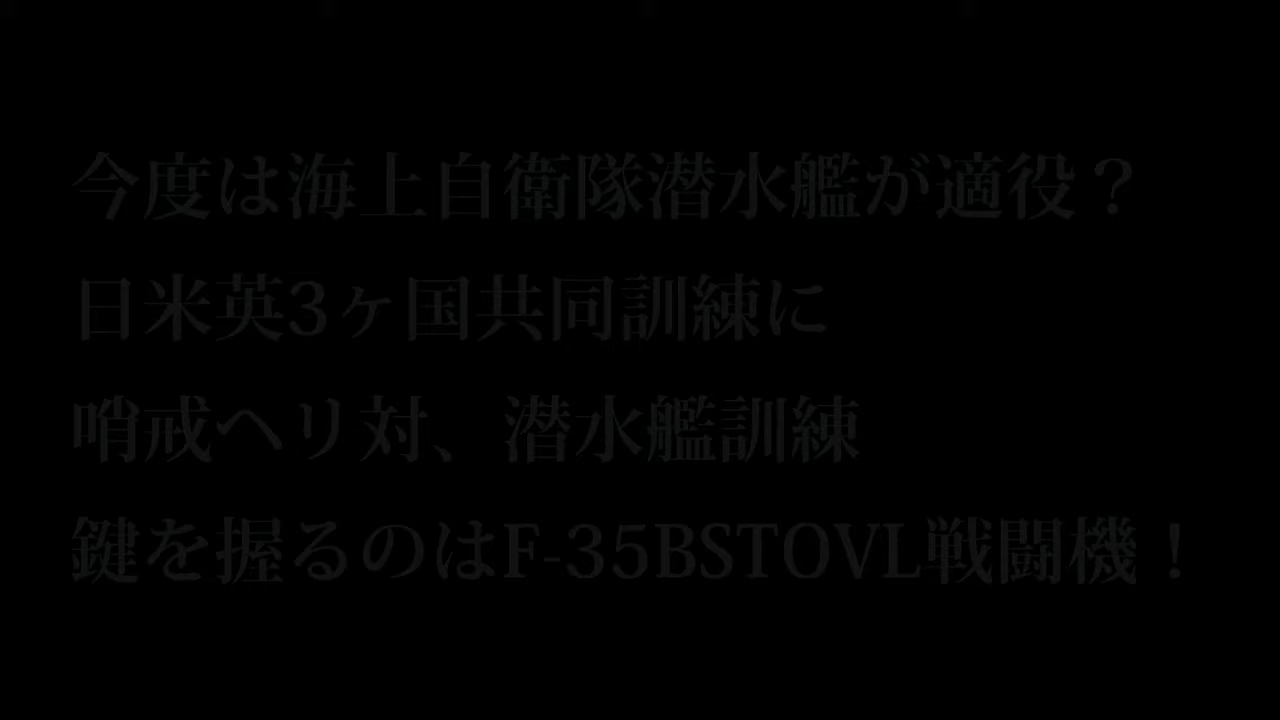 今度は海上自衛隊潜水艦が適役？
日米英3ヶ国共同訓練に
哨戒ヘリ対、潜水艦訓練
鍵を握るのはF-35BSTOVL戦闘機！